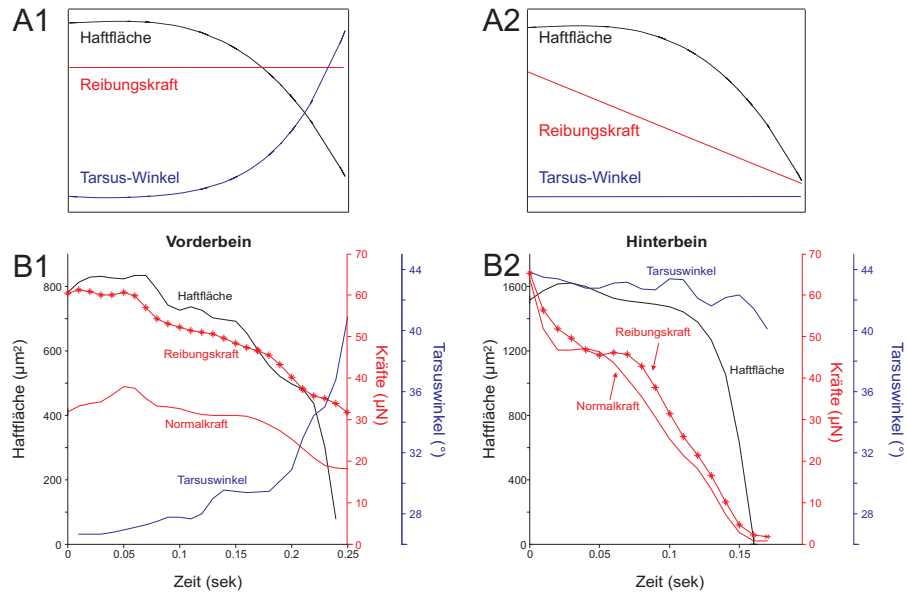 A1
Haftfläche
Reibungskraft
Tarsus-Winkel
A2
Haftfläche
Reibungskraft
Tarsus-Winkel
B1
Vorderbein
800
600
400
200
0
Haftfläche (µm²)
Haftfläche
Reibungskraft
Normalkraft
Tarsuswinkel
0 0.05 0.1 0.15 0.2 0.25
Zeit (sek)
70
60
50
40
30
20
10
0
Kräfte (µN)
44
40
36
31
30
28
Tarsuswinkel (°)
B2
Hinterbein
1600
1200
800
400
0
Haftfläche (µm²)
Tarsuswinkel
Reibungskraft
Haftfläche
Normalkraft
0 0.05 0.1 0.15
Zeit (sek)
70
60
50
40
30
20
10
0
Kräfte (µN)
44
40
36
31
30
28
Tarsuswinkel (°)